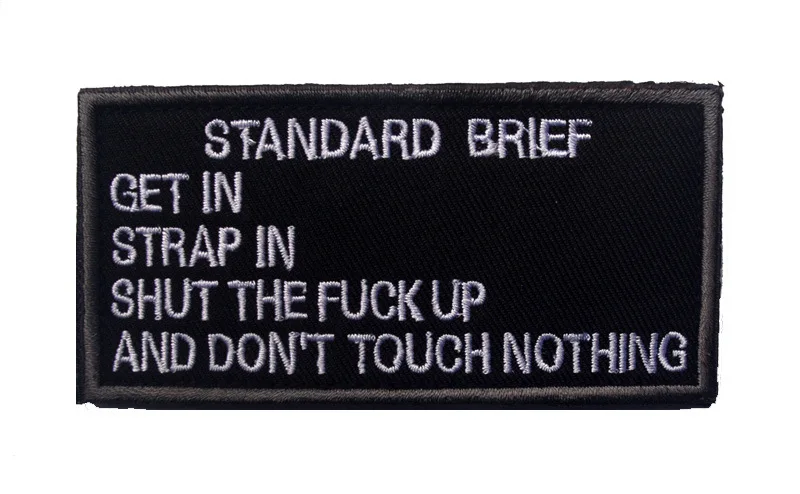 STANDARD BRIEF
GET IN
STRAP IN
SHUT THE FUCK UP
AND DON'T TOUCH NOTHING